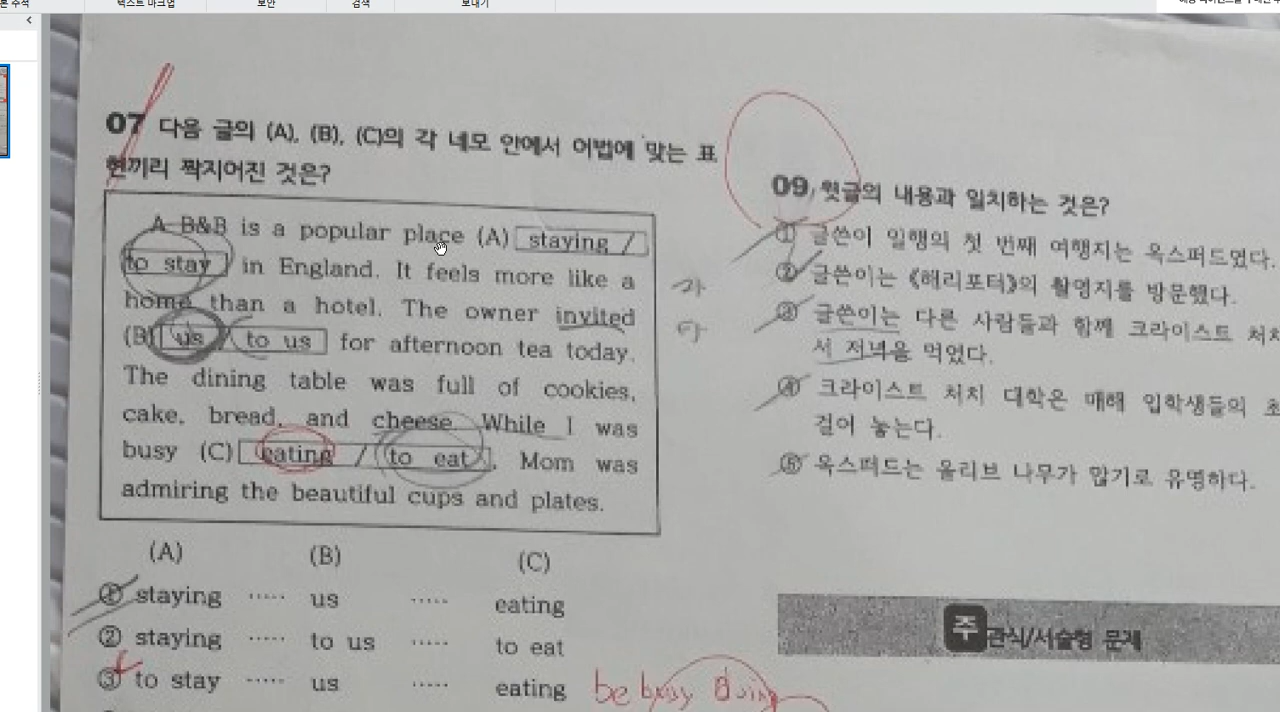 텍스트 마크업
보안
검색
보내기
07 다음 글의 (A), (B), (C)의 각 네모 안에서 어법에 맞는 표
현끼리 짝지어진 것은?
A B&B is a popular place (A) staying /
to stay in England. It feels more like a
home than a hotel. The owner invited
(B) us / to us for afternoon tea today.
The dining table was full of cookies,
cake, bread, and cheese. While I was
busy (C) eating / to eat, Mom was
admiring the beautiful cups and plates.
(A) (B) (C)
① staying ····· us ····· eating
② staying ····· to us ····· to eat
③ to stay ····· us ····· eating
be busy doing
09 윗글의 내용과 일치하는 것은?
① 글쓴이 일행의 첫 번째 여행지는 옥스퍼드였다.
② 글쓴이는 《해리포터》의 촬영지를 방문했다.
③ 글쓴이는 다른 사람들과 함께 크라이스트 처치
서 저녁을 먹었다.
④ 크라이스트 처치 대학은 매해 입학생들의 초
걸어 놓는다.
⑤ 옥스퍼드는 올리브 나무가 많기로 유명하다.
주관식/서술형 문제